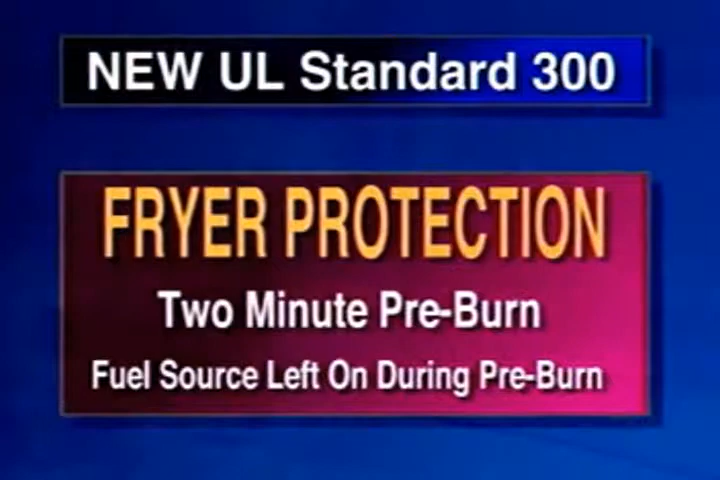 NEW UL Standard 300
FRYER PROTECTION
Two Minute Pre-Burn
Fuel Source Left On During Pre-Burn